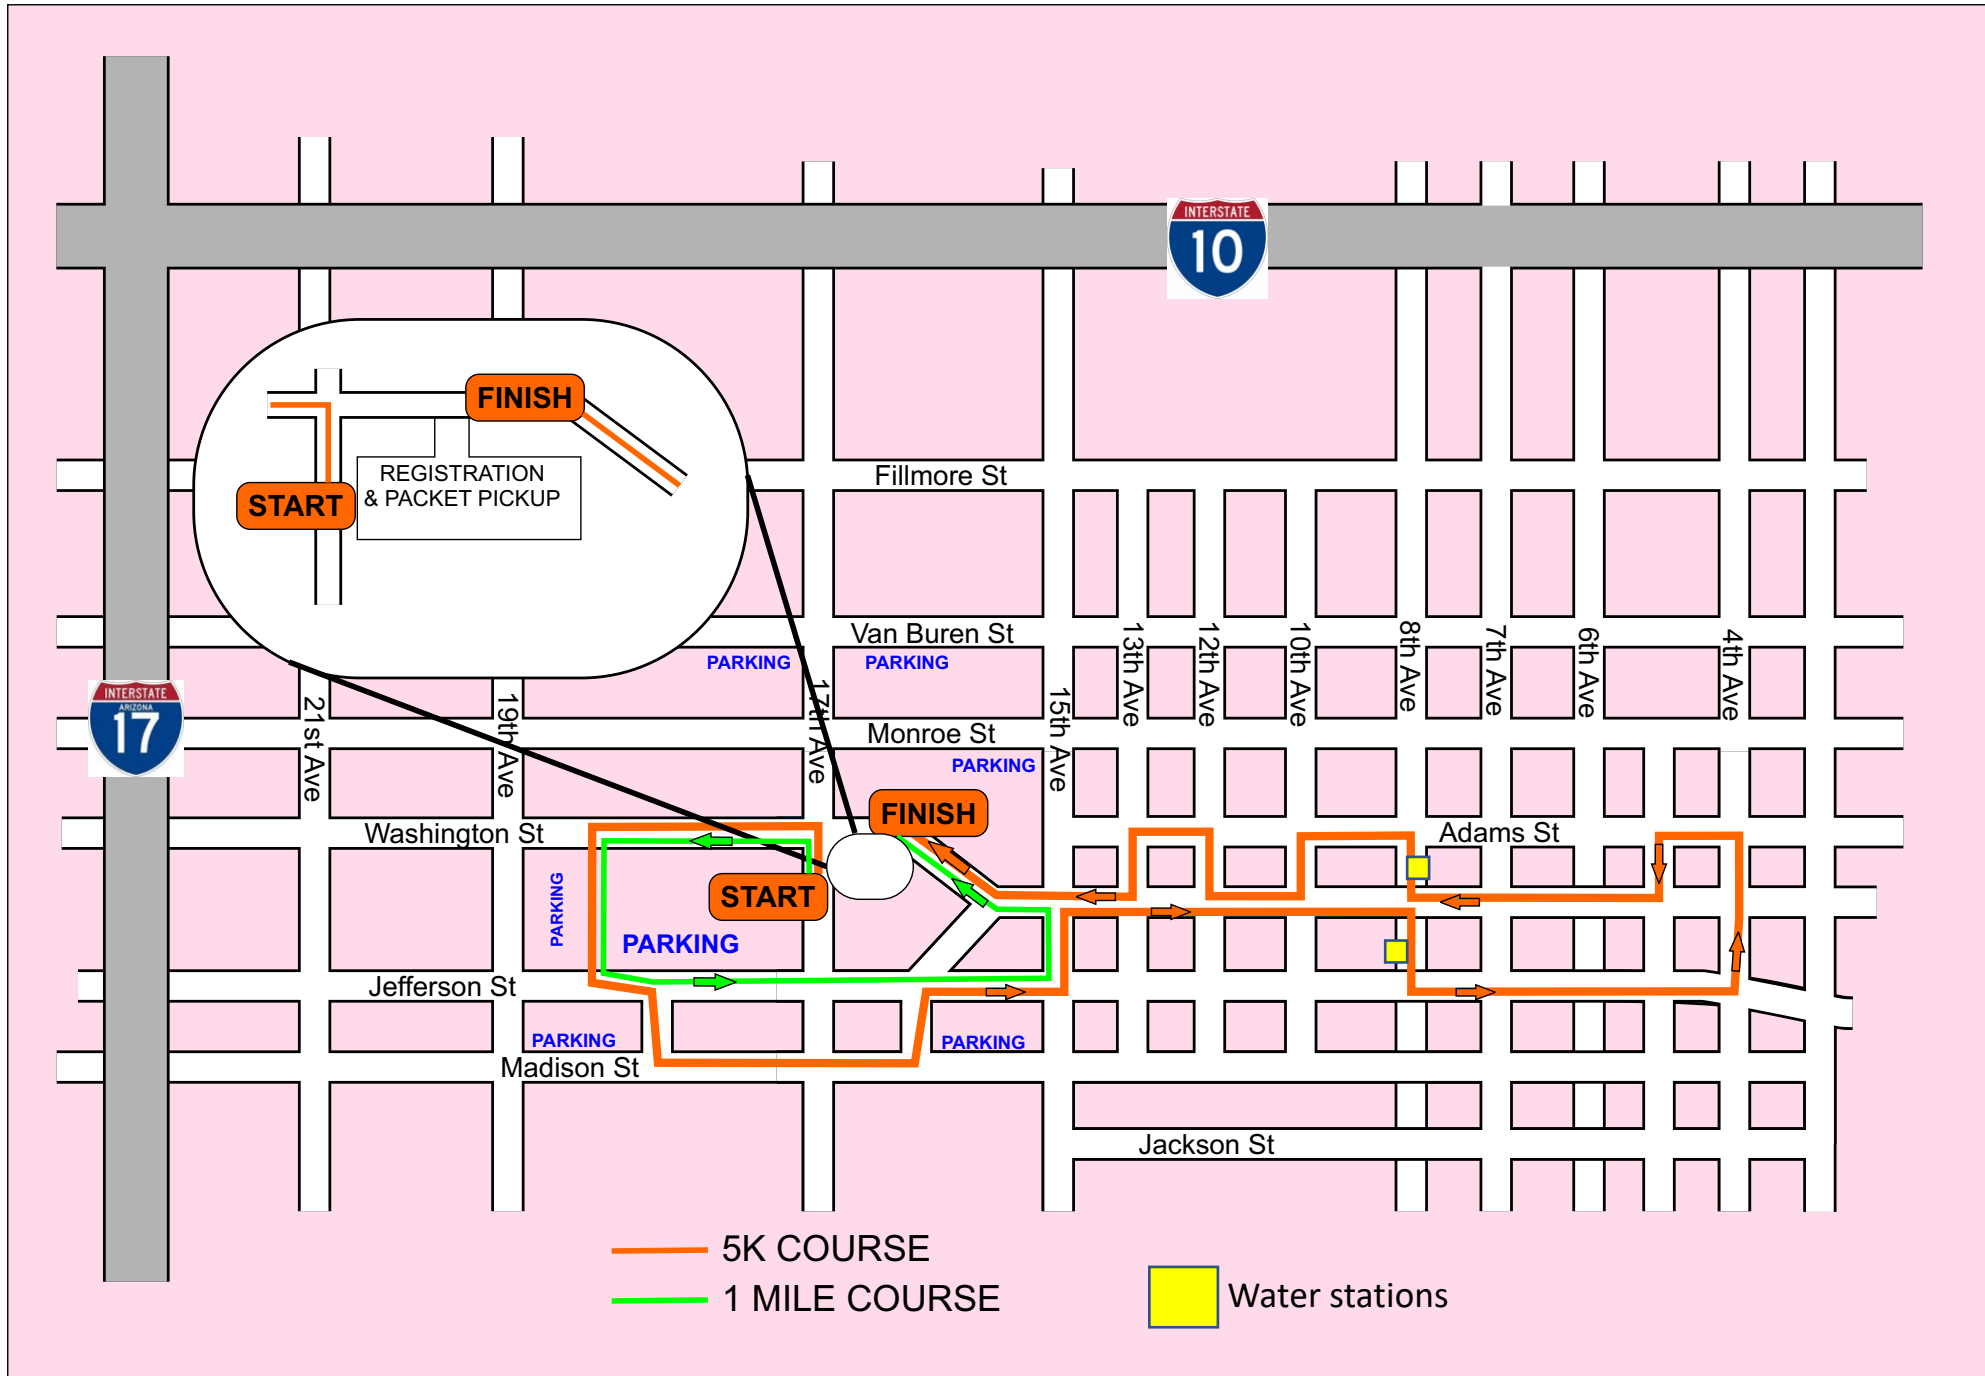 INTERSTATE
10
FINISH
REGISTRATION
& PACKET PICKUP
START
Fillmore St
Van Buren St
PARKING
PARKING
13th Ave
12th Ave
10th Ave
8th Ave
7th Ave
6th Ave
4th Ave
INTERSTATE
ARIZONA
17
21st Ave
19th Ave
17th Ave
15th Ave
Monroe St
PARKING
FINISH
Washington St
Adams St
START
PARKING
PARKING
Jefferson St
PARKING
PARKING
Madison St
Jackson St
5K COURSE
1 MILE COURSE
Water stations